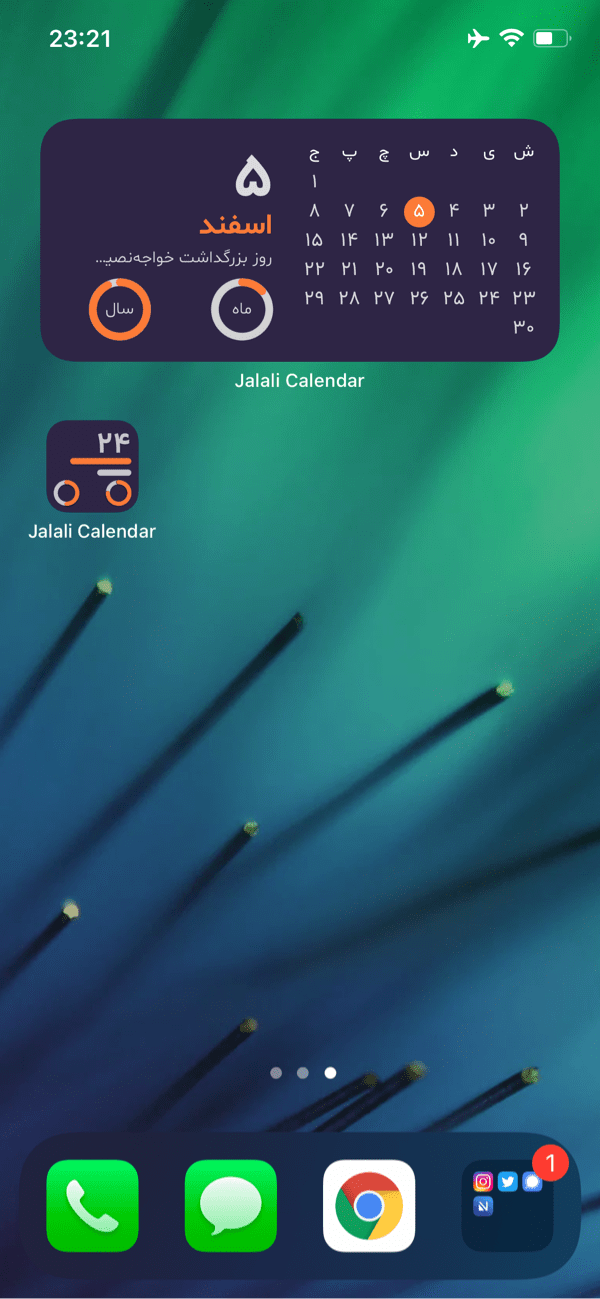 23:21
۵
اسفند
روز بزرگداشت خواجه‌نصیـ...
ماه سال
ش ی د س چ پ ج
۱
۲ ۳ ۴ ۵ ۶ ۷ ۸
۹ ۱۰ ۱۱ ۱۲ ۱۳ ۱۴ ۱۵
۱۶ ۱۷ ۱۸ ۱۹ ۲۰ ۲۱ ۲۲
۲۳ ۲۴ ۲۵ ۲۶ ۲۷ ۲۸ ۲۹
۳۰
Jalali Calendar
۲۴
Jalali Calendar
1